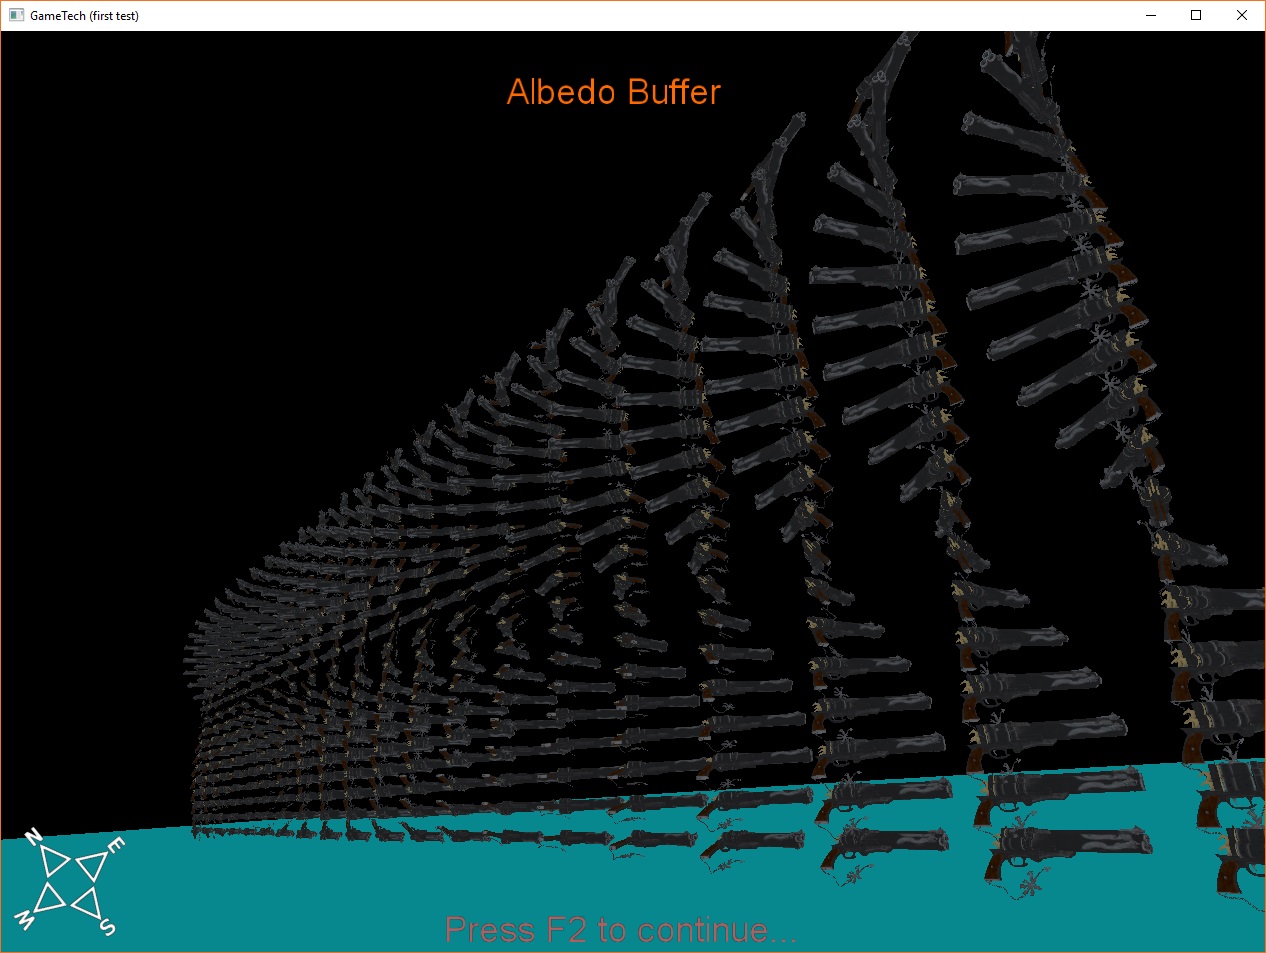 GameTech (first test)
Albedo Buffer
N
E
W
S
Press F2 to continue...